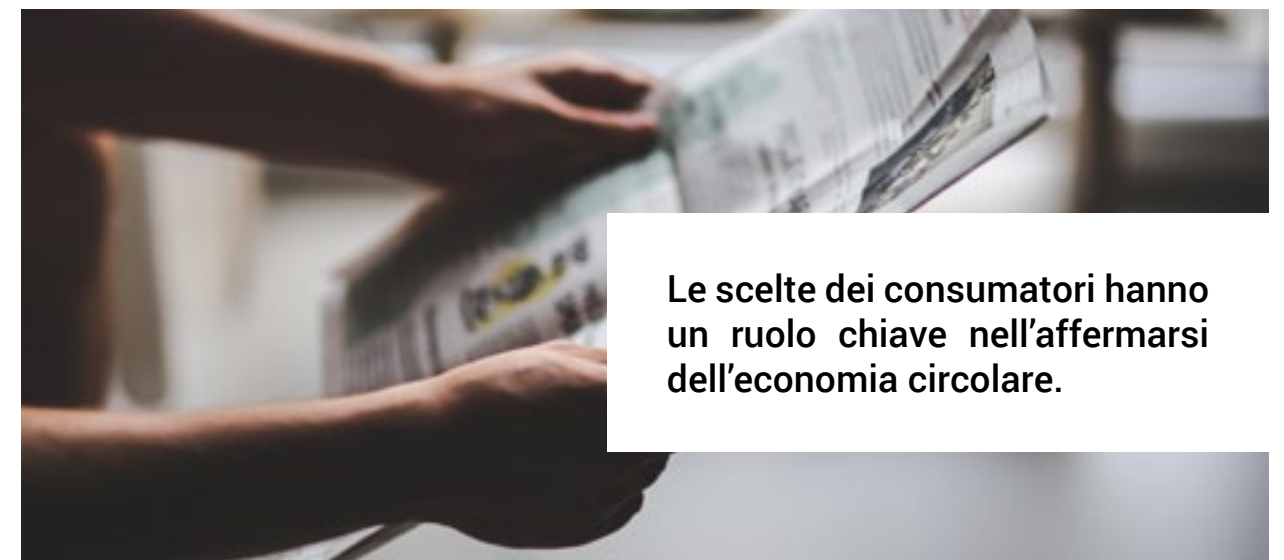 Le scelte dei consumatori hanno
un ruolo chiave nell’affermarsi
dell’economia circolare.